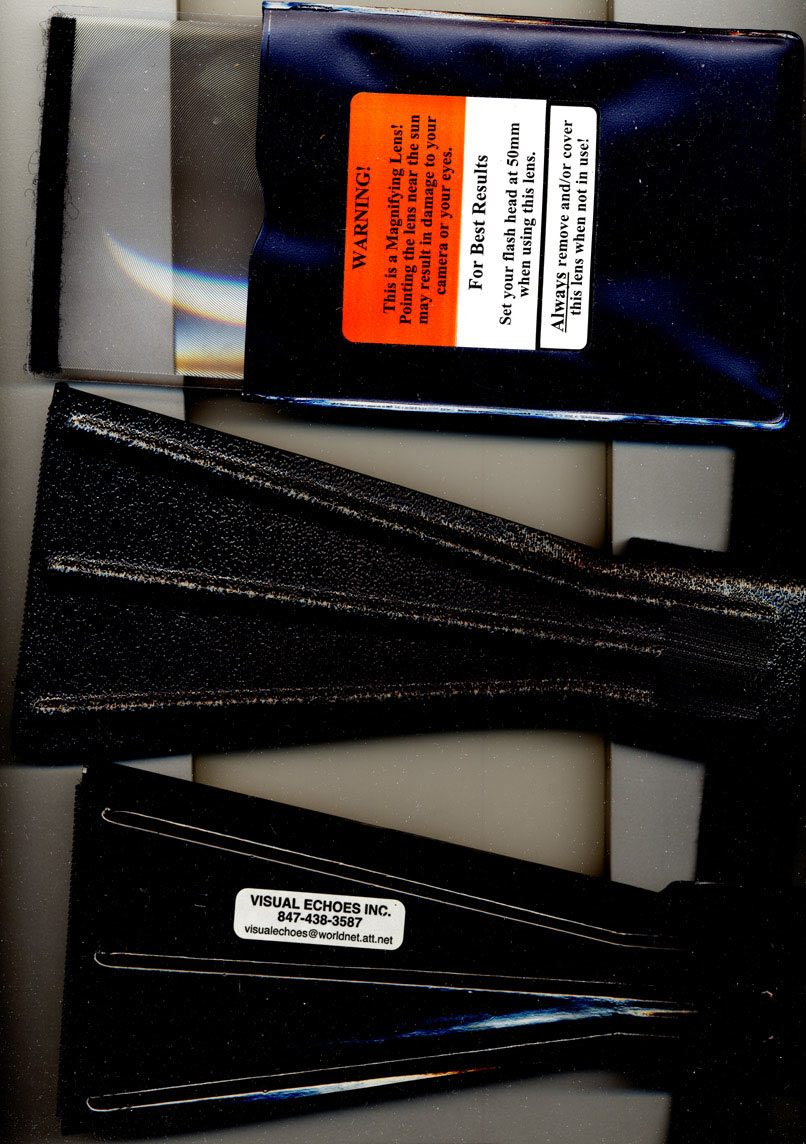 WARNING!
This is a Magnifying Lens!
Pointing the lens near the sun
may result in damage to your
camera or your eyes.
For Best Results
Set your flash head at 50mm
when using this lens.
Always remove and/or cover
this lens when not in use!
VISUAL ECHOES INC.
847-438-3587
visualechoes@worldnet.att.net